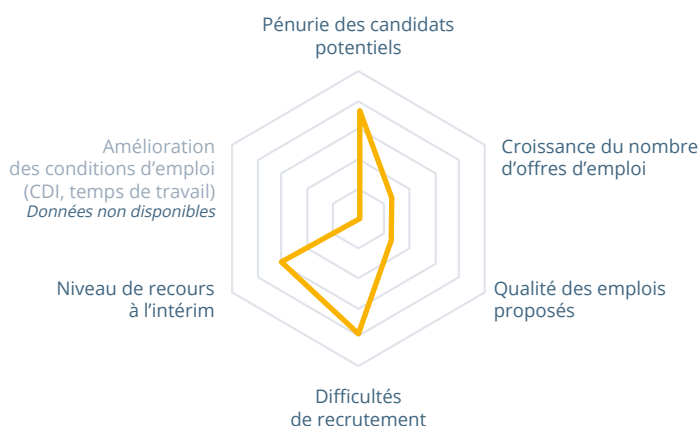 Pénurie des candidats
potentiels
Croissance du nombre
d’offres d’emploi
Qualité des emplois
proposés
Difficultés
de recrutement
Niveau de recours
à l’intérim
Amélioration
des conditions d’emploi
(CDI, temps de travail)
Données non disponibles